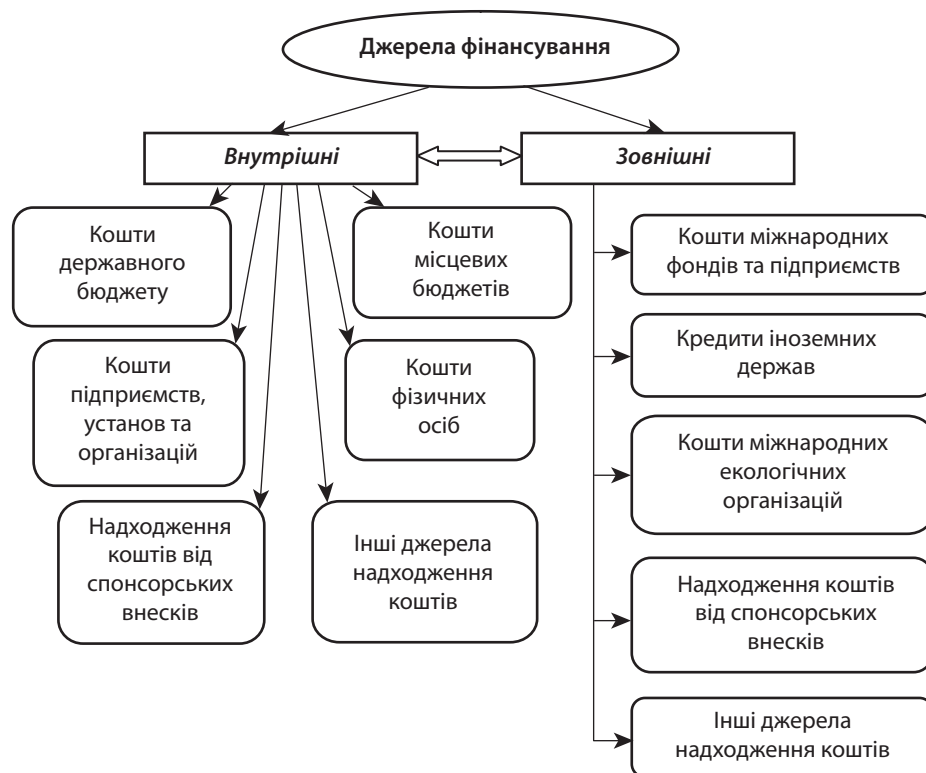 Джерела фінансування
Внутрішні
Зовнішні
Кошти
державного
бюджету
Кошти
місцевих
бюджетів
Кошти
підприємств,
установ та
організацій
Кошти
фізичних
осіб
Надходження
коштів від
спонсорських
внесків
Інші джерела
надходження
коштів
Кошти міжнародних
фондів та підприємств
Кредити іноземних
держав
Кошти міжнародних
екологічних
організацій
Надходження коштів
від спонсорських
внесків
Інші джерела
надходження коштів